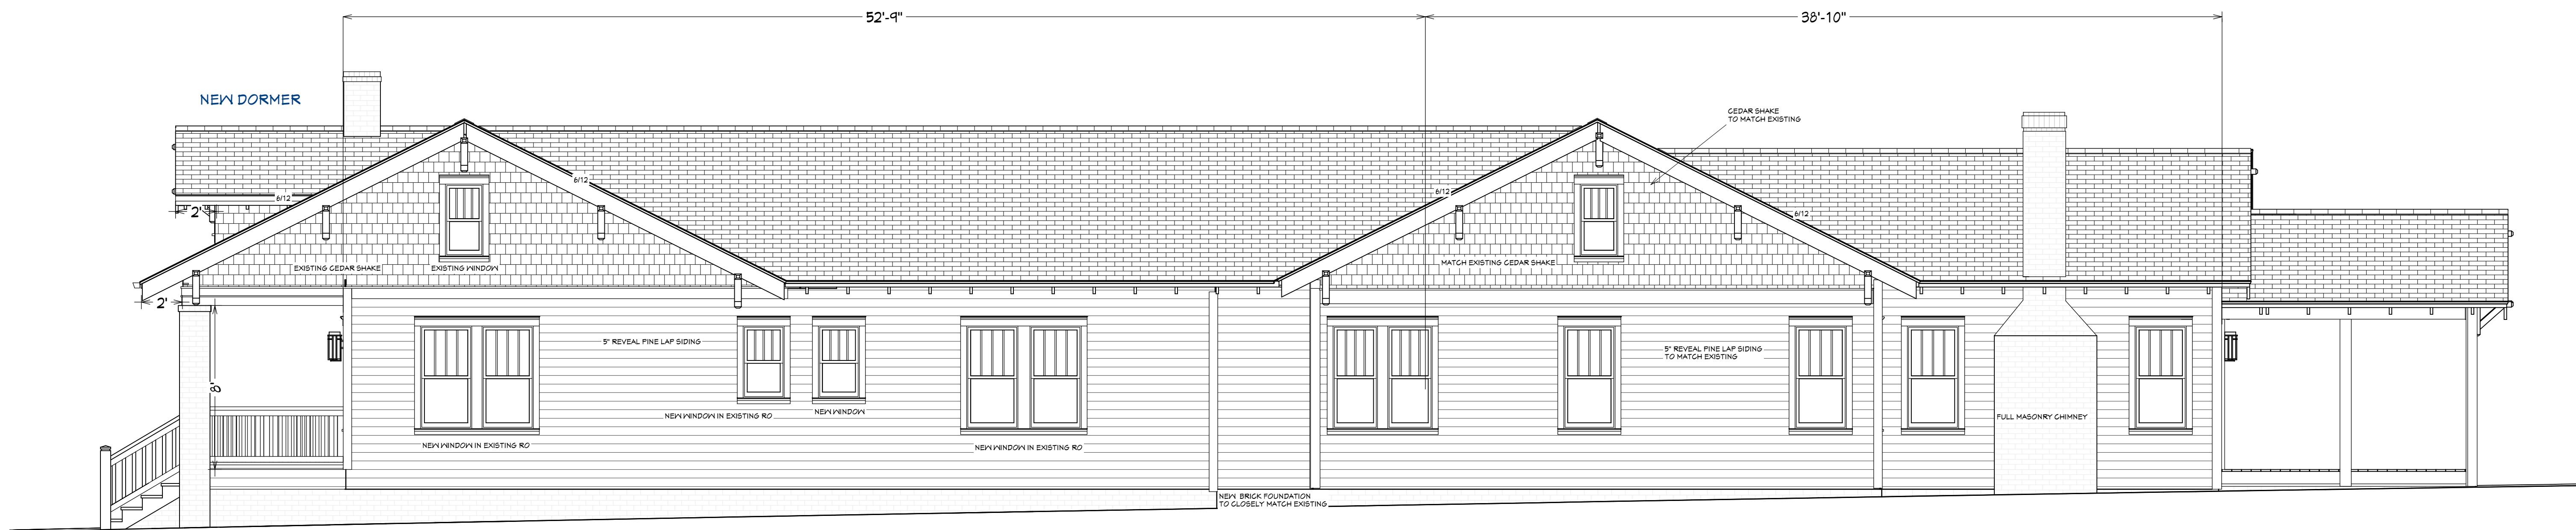 52'-9"
38'-10"
NEW DORMER
CEDAR SHAKE
TO MATCH EXISTING
6/12
6/12
6/12
6/12
2'
EXISTING CEDAR SHAKE
EXISTING WINDOW
MATCH EXISTING CEDAR SHAKE
2'
5" REVEAL PINE LAP SIDING
5" REVEAL PINE LAP SIDING
TO MATCH EXISTING
8'
NEW WINDOW IN EXISTING RO
NEW WINDOW
FULL MASONRY CHIMNEY
NEW WINDOW IN EXISTING RO
NEW WINDOW IN EXISTING RO
NEW BRICK FOUNDATION
TO CLOSELY MATCH EXISTING